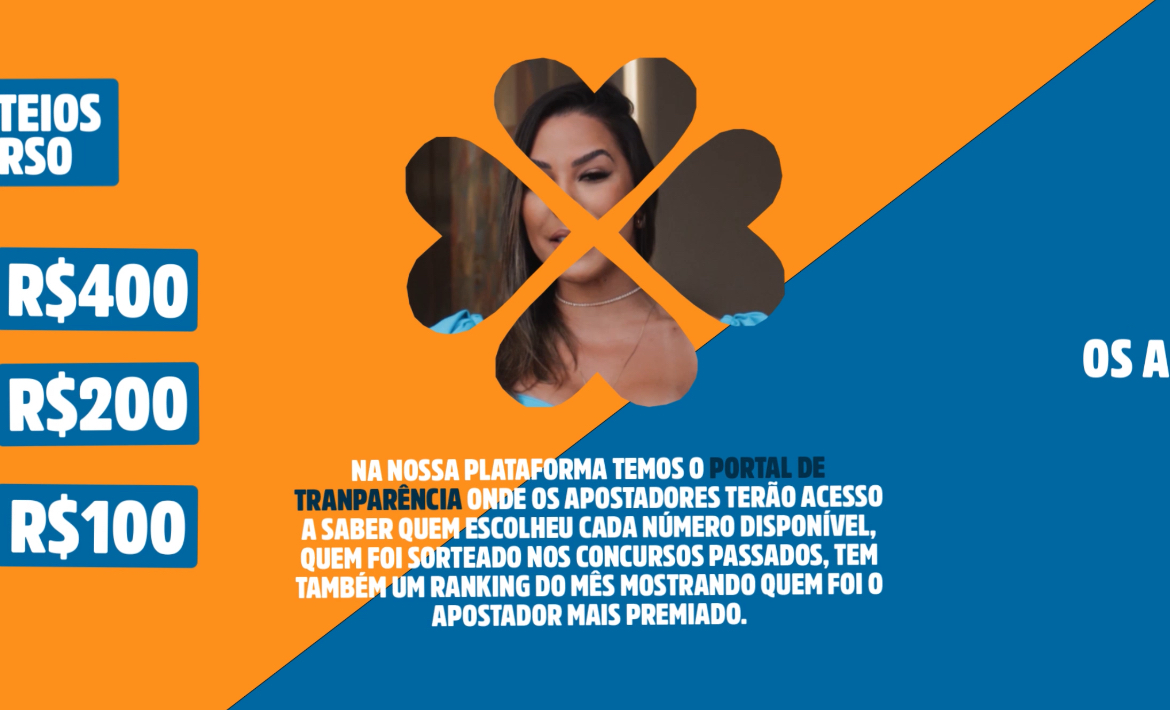 TEIOS
RSO
R$400
R$200
R$100
NA NOSSA PLATAFORMA TEMOS O PORTAL DE
TRANPARÊNCIA ONDE OS APOSTADORES TERÃO ACESSO
A SABER QUEM ESCOLHEU CADA NÚMERO DISPONÍVEL,
QUEM FOI SORTEADO NOS CONCURSOS PASSADOS, TEM
TAMBÉM UM RANKING DO MÊS MOSTRANDO QUEM FOI O
APOSTADOR MAIS PREMIADO.
OS A